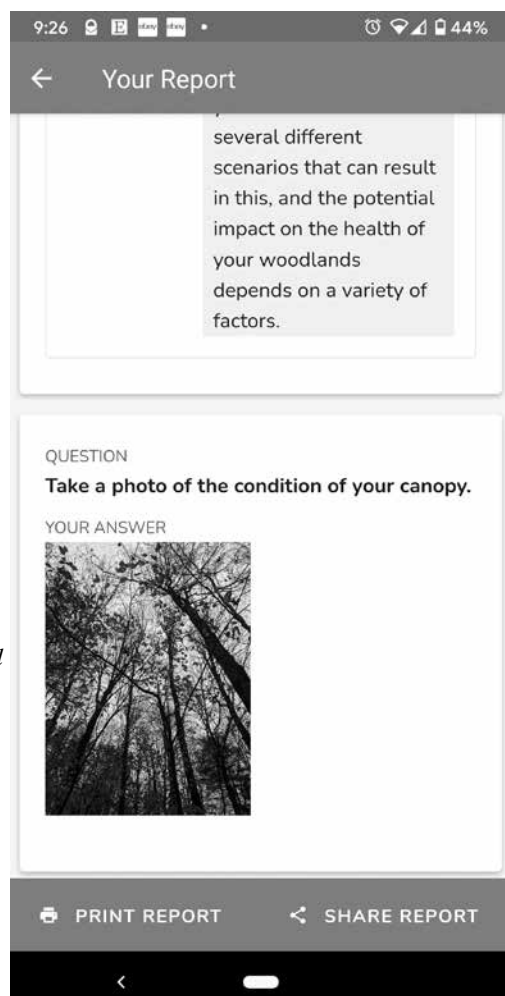 9:26 E ebay ebay 44%
Your Report
several different
scenarios that can result
in this, and the potential
impact on the health of
your woodlands
depends on a variety of
factors.
QUESTION
Take a photo of the condition of your canopy.
YOUR ANSWER
PRINT REPORT SHARE REPORT